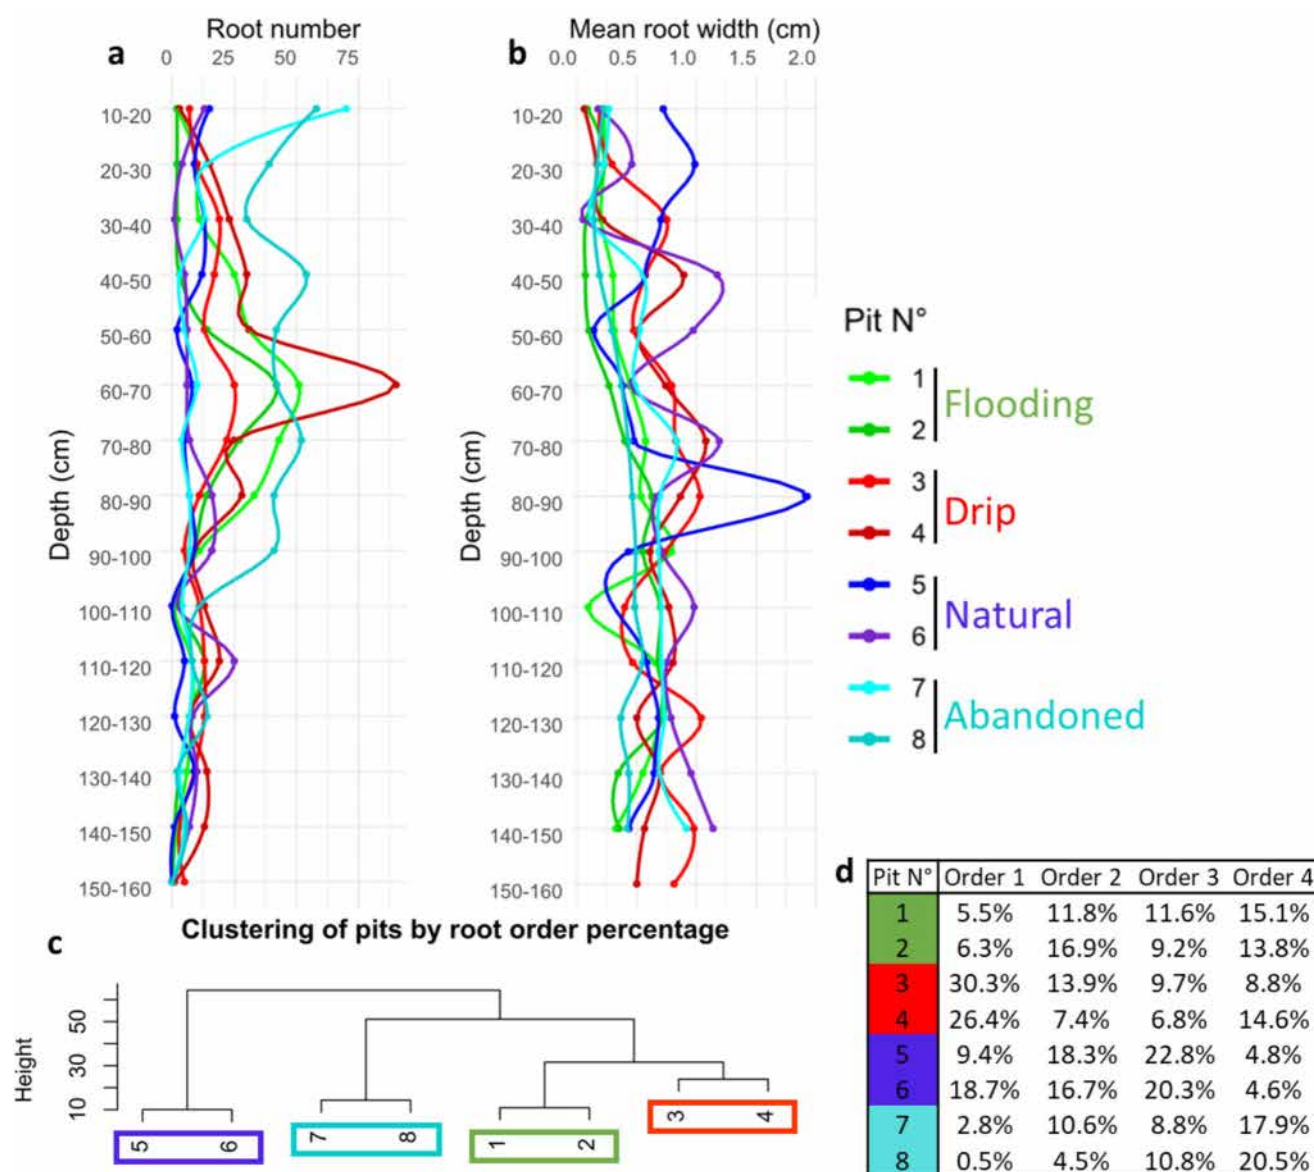 a
Root number
0 25 50 75
b
Mean root width (cm)
0.0 0.5 1.0 2.0
Depth (cm)
10-20
20-30
30-40
40-50
50-60
60-70
70-80
80-90
90-100
100-110
110-120
120-130
130-140
140-150
150-160
Depth (cm)
10-20
20-30
30-40
40-50
50-60
60-70
70-80
80-90
90-100
100-110
110-120
120-130
130-140
140-150
150-160
Pit N°
1
2
Flooding
3
4
Drip
5
6
Natural
7
8
Abandoned
c
Clustering of pits by root order percentage
Height
10 30 50
5 6 7 8 1 2 3 4
d
Pit N° Order 1 Order 2 Order 3 Order 4
1 5.5% 11.8% 11.6% 15.1%
2 6.3% 16.9% 9.2% 13.8%
3 30.3% 13.9% 9.7% 8.8%
4 26.4% 7.4% 6.8% 14.6%
5 9.4% 18.3% 22.8% 4.8%
6 18.7% 16.7% 20.3% 4.6%
7 2.8% 10.6% 8.8% 17.9%
8 0.5% 4.5% 10.8% 20.5%